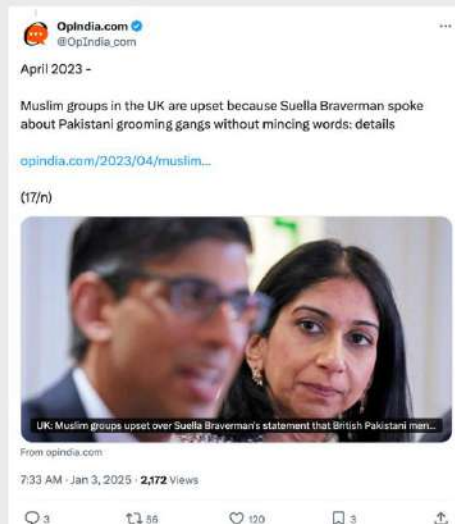 OpIndia.com
@OpIndia_com
April 2023 -
Muslim groups in the UK are upset because Suella Braverman spoke
about Pakistani grooming gangs without mincing words: details
opindia.com/2023/04/muslim...
(17/n)
UK: Muslim groups upset over Suella Braverman's statement that British Pakistani men...
From opindia.com
7:33 AM · Jan 3, 2025 · 2,172 Views
3 56 120 3